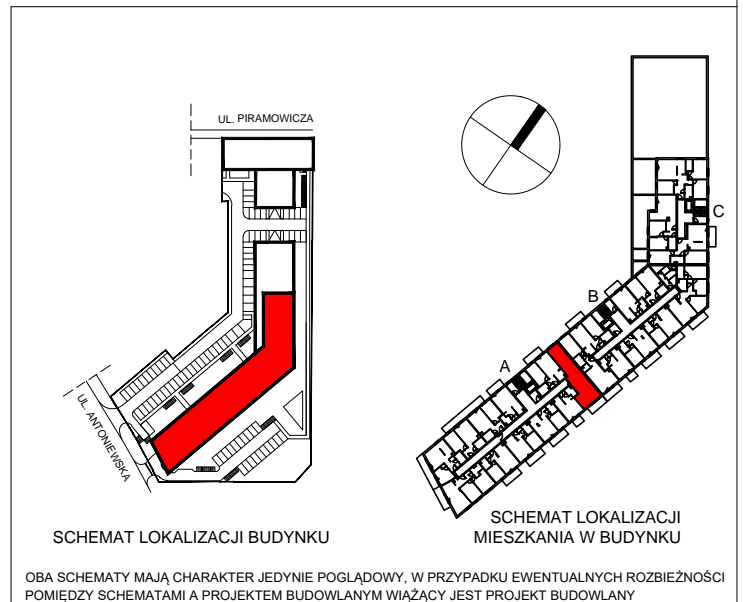 UL. PIRAMOWICZA
UL. ANTONIEWSKA
SCHEMAT LOKALIZACJI BUDYNKU
A
B
C
SCHEMAT LOKALIZACJI
MIESZKANIA W BUDYNKU
OBA SCHEMATY MAJĄ CHARAKTER JEDYNIE POGLĄDOWY, W PRZYPADKU EWENTUALNYCH ROZBIEŻNOŚCI
POMIĘDZY SCHEMATAMI A PROJEKTEM BUDOWLANYM WIĄŻĄCY JEST PROJEKT BUDOWLANY